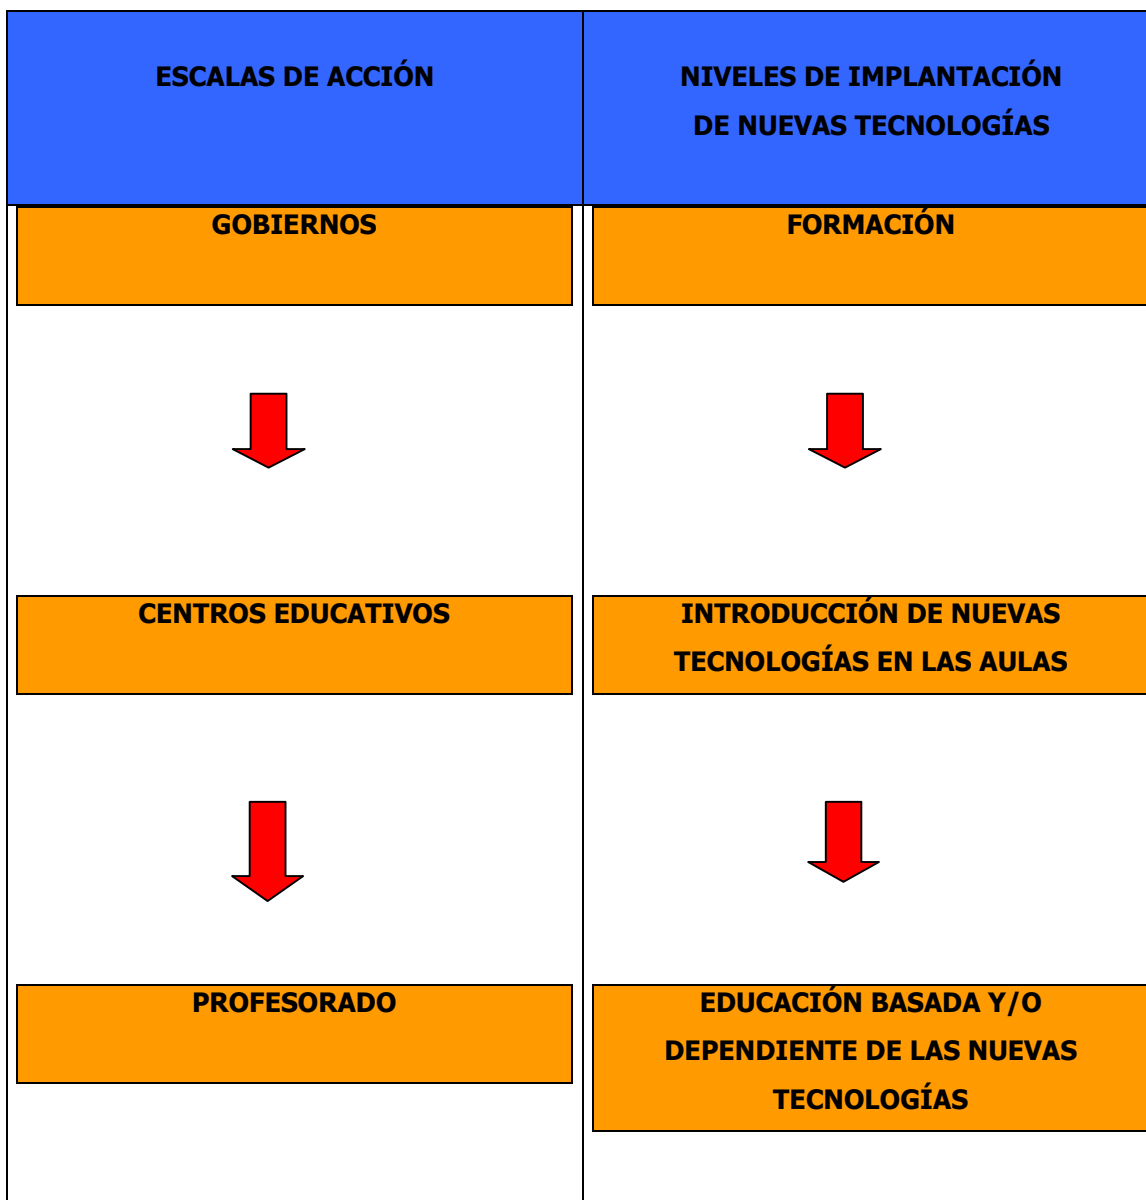 ESCALAS DE ACCIÓN
NIVELES DE IMPLANTACIÓN
DE NUEVAS TECNOLOGÍAS
GOBIERNOS
FORMACIÓN
CENTROS EDUCATIVOS
INTRODUCCIÓN DE NUEVAS
TECNOLOGÍAS EN LAS AULAS
PROFESORADO
EDUCACIÓN BASADA Y/O
DEPENDIENTE DE LAS NUEVAS
TECNOLOGÍAS